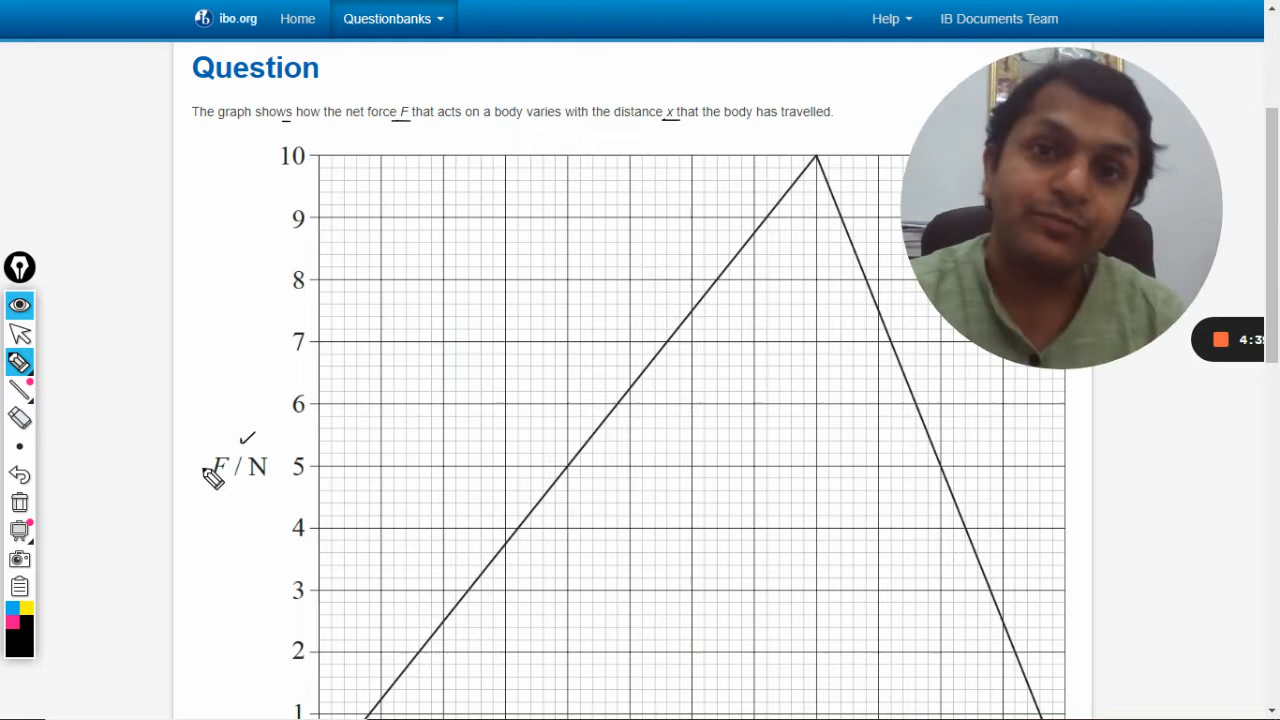 ibo.org Home Questionbanks Help IB Documents Team
Question
The graph shows how the net force F that acts on a body varies with the distance x that the body has travelled.
10
9
8
7
6
F / N 5
4
3
2
1